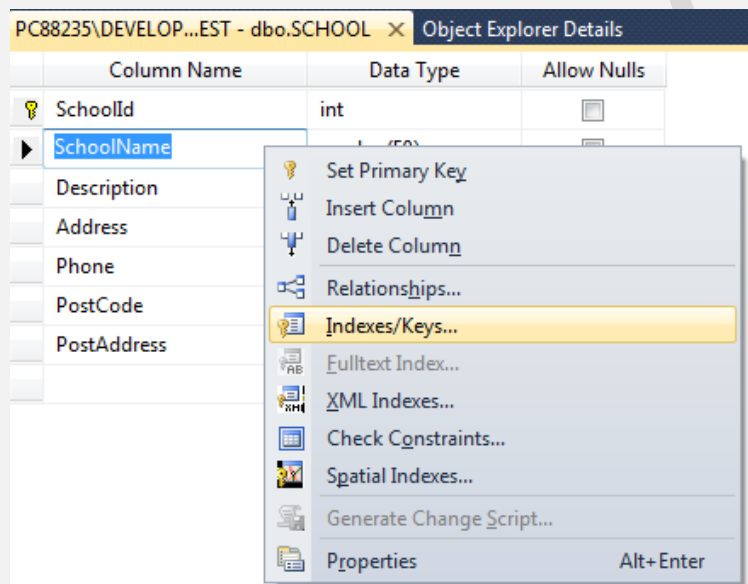 PC88235\DEVELOP...EST - dbo.SCHOOL Object Explorer Details
Column Name Data Type Allow Nulls
SchoolId int
SchoolName
Description
Address
Phone
PostCode
PostAddress
Set Primary Key
Insert Column
Delete Column
Relationships...
Indexes/Keys...
Fulltext Index...
XML Indexes...
Check Constraints...
Spatial Indexes...
Generate Change Script...
Properties Alt+Enter